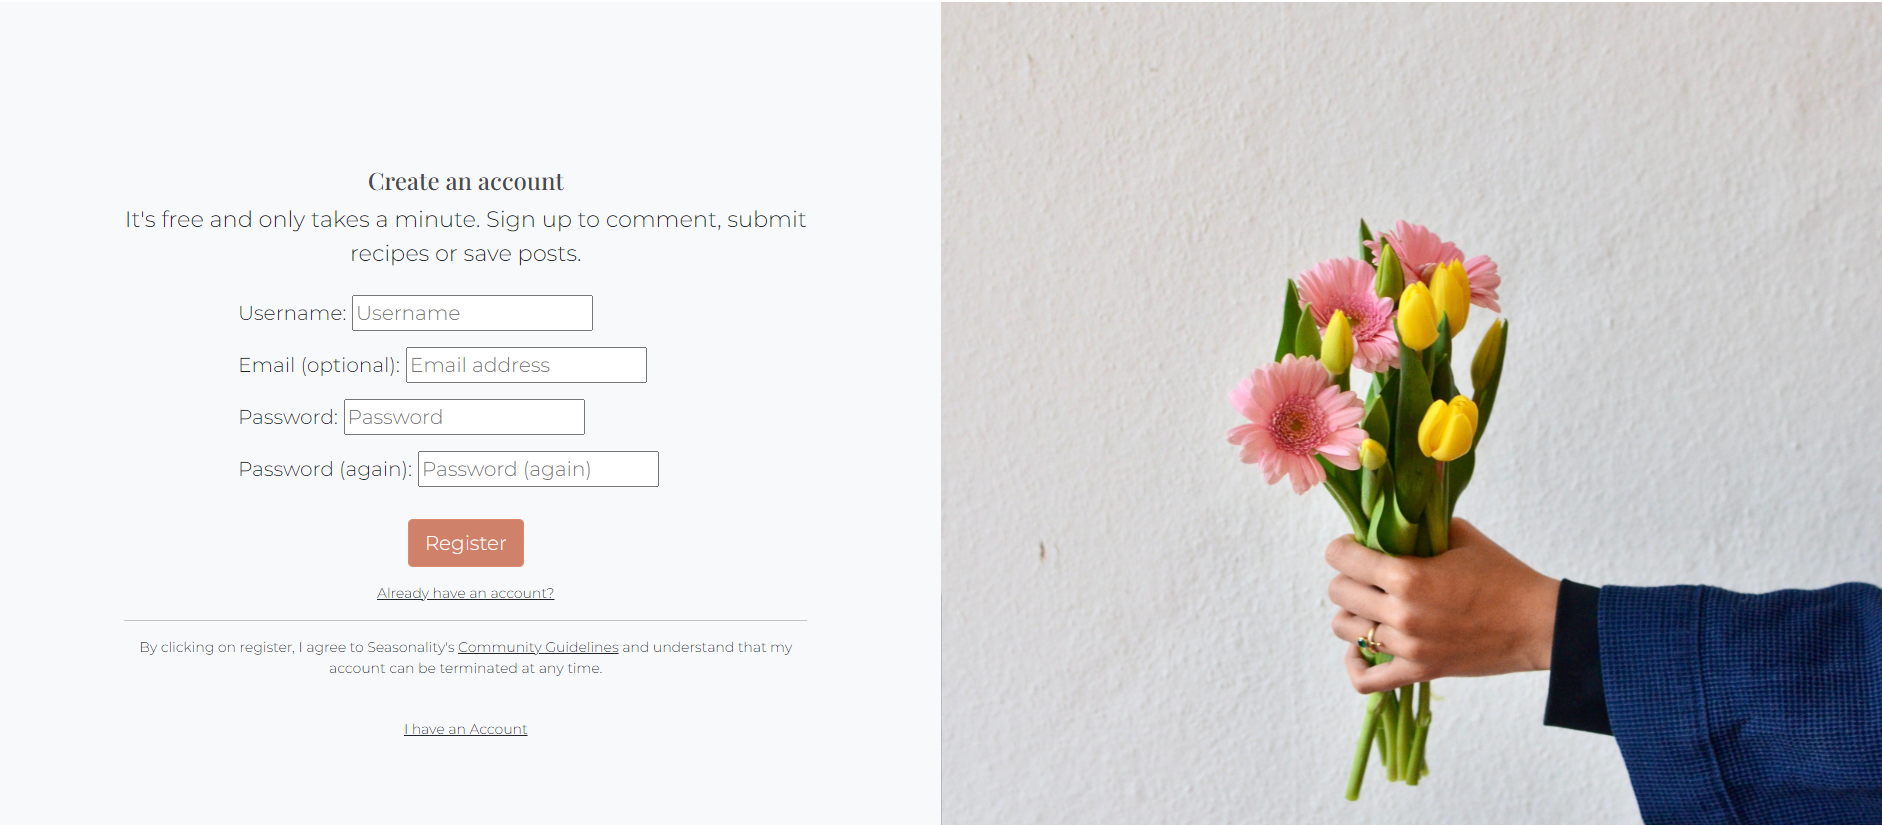 Create an account
It's free and only takes a minute. Sign up to comment, submit
recipes or save posts.
Username: Username
Email (optional): Email address
Password: Password
Password (again): Password (again)
Register
Already have an account?
By clicking on register, I agree to Seasonality's Community Guidelines and understand that my
account can be terminated at any time.
I have an Account